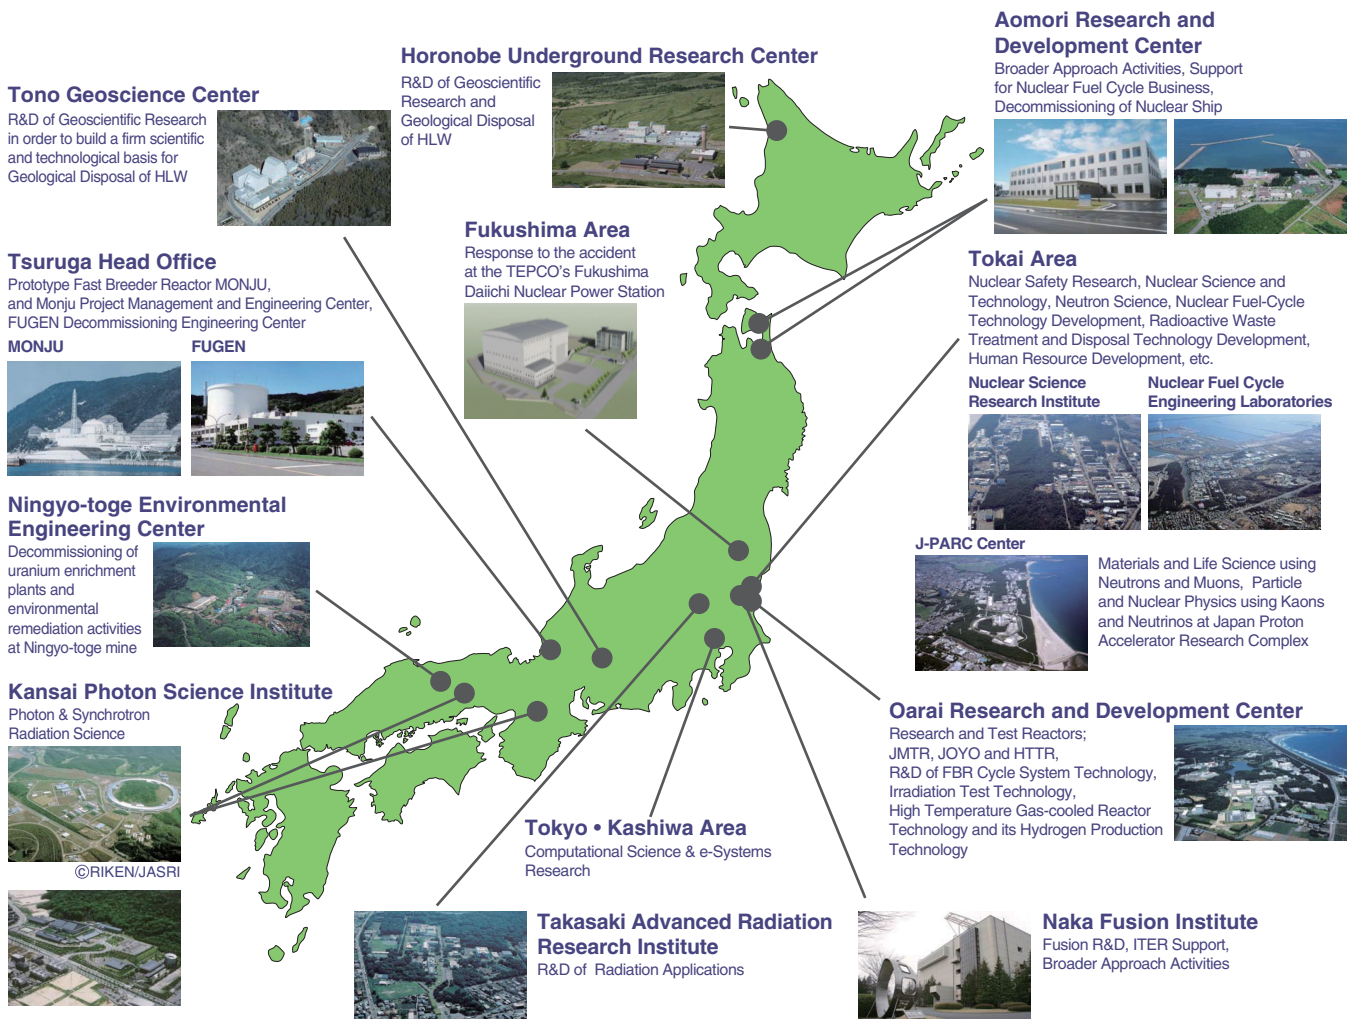 Tono Geoscience Center
R&D of Geoscientific Research
in order to build a firm scientific
and technological basis for
Geological Disposal of HLW
Horonobe Underground Research Center
R&D of Geoscientific
Research and
Geological Disposal
of HLW
Aomori Research and
Development Center
Broader Approach Activities, Support
for Nuclear Fuel Cycle Business,
Decommissioning of Nuclear Ship
Fukushima Area
Response to the accident
at the TEPCO's Fukushima
Daiichi Nuclear Power Station
Tsuruga Head Office
Prototype Fast Breeder Reactor MONJU,
and Monju Project Management and Engineering Center,
FUGEN Decommissioning Engineering Center
MONJU
FUGEN
Tokai Area
Nuclear Safety Research, Nuclear Science and
Technology, Neutron Science, Nuclear Fuel-Cycle
Technology Development, Radioactive Waste
Treatment and Disposal Technology Development,
Human Resource Development, etc.
Nuclear Science
Research Institute
Nuclear Fuel Cycle
Engineering Laboratories
J-PARC Center
Materials and Life Science using
Neutrons and Muons, Particle
and Nuclear Physics using Kaons
and Neutrinos at Japan Proton
Accelerator Research Complex
Ningyo-toge Environmental
Engineering Center
Decommissioning of
uranium enrichment
plants and
environmental
remediation activities
at Ningyo-toge mine
Kansai Photon Science Institute
Photon & Synchrotron
Radiation Science
©RIKEN/JASRI
Oarai Research and Development Center
Research and Test Reactors;
JMTR, JOYO and HTTR,
R&D of FBR Cycle System Technology,
Irradiation Test Technology,
High Temperature Gas-cooled Reactor
Technology and its Hydrogen Production
Technology
Tokyo • Kashiwa Area
Computational Science & e-Systems
Research
Takasaki Advanced Radiation
Research Institute
R&D of Radiation Applications
Naka Fusion Institute
Fusion R&D, ITER Support,
Broader Approach Activities